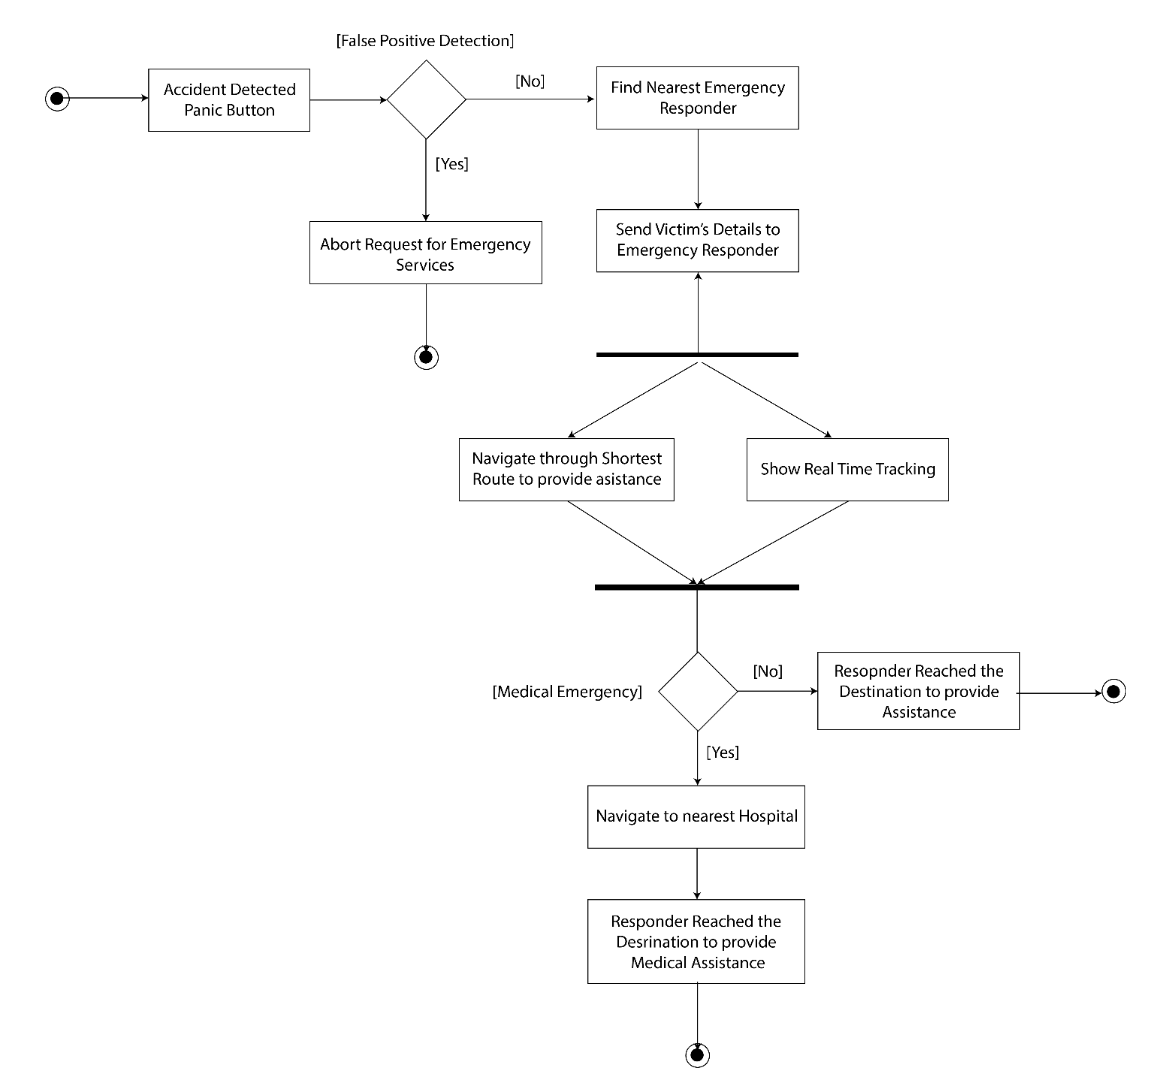 [False Positive Detection]
Accident Detected
Panic Button
[No]
Find Nearest Emergency
Responder
[Yes]
Abort Request for Emergency
Services
Send Victim's Details to
Emergency Responder
Navigate through Shortest
Route to provide asistance
Show Real Time Tracking
[Medical Emergency]
[No]
Resopnder Reached the
Destination to provide
Assistance
[Yes]
Navigate to nearest Hospital
Responder Reached the
Desrination to provide
Medical Assistance